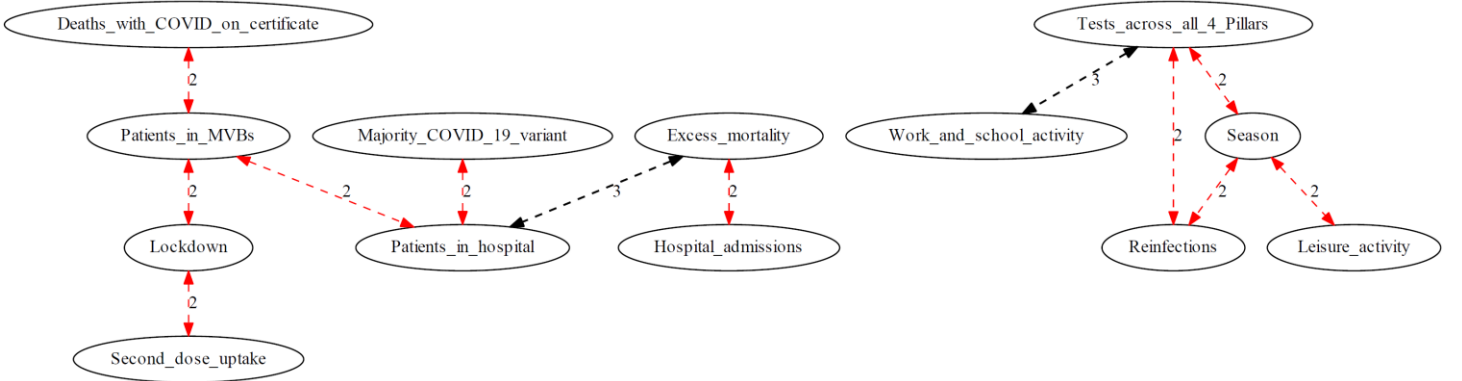 Deaths_with_COVID_on_certificate
Tests_across_all_4_Pillars
2
3
2
Patients_in_MVBs
Majority_COVID_19_variant
Excess_mortality
Work_and_school_activity
2
Season
2
2
2
3
2
2
2
Lockdown
Patients_in_hospital
Hospital_admissions
Reinfections
Leisure_activity
2
Second_dose_uptake